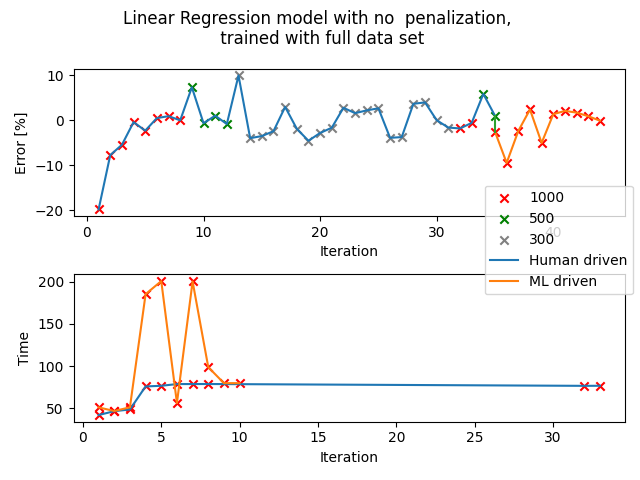 Linear Regression model with no  penalization,
trained with full data set
Error [%]
10
0
−10
−20
0
10
20
30
40
Iteration
1000
500
300
Human driven
ML driven
Time
200
150
100
50
0
5
10
15
20
25
30
Iteration